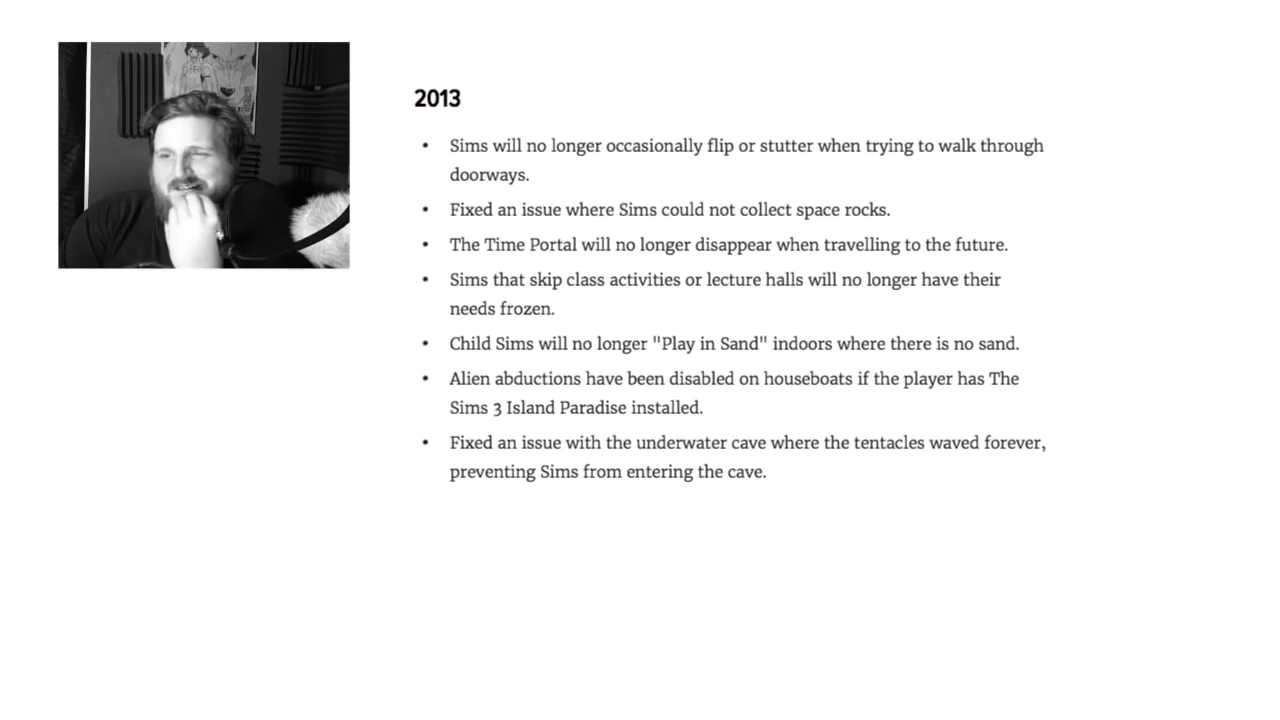 2013
• Sims will no longer occasionally flip or stutter when trying to walk through
doorways.
• Fixed an issue where Sims could not collect space rocks.
• The Time Portal will no longer disappear when travelling to the future.
• Sims that skip class activities or lecture halls will no longer have their
needs frozen.
• Child Sims will no longer "Play in Sand" indoors where there is no sand.
• Alien abductions have been disabled on houseboats if the player has The
Sims 3 Island Paradise installed.
• Fixed an issue with the underwater cave where the tentacles waved forever,
preventing Sims from entering the cave.